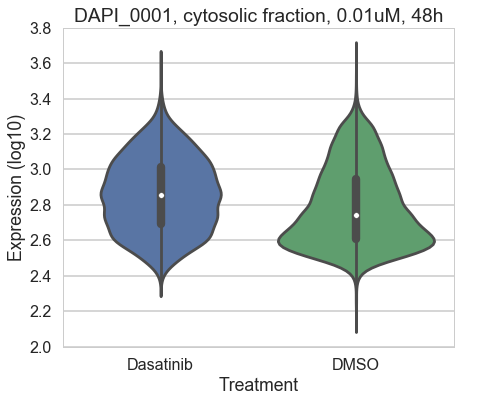 DAPI_0001, cytosolic fraction, 0.01uM, 48h
3.8
3.6
3.4
3.2
3.0
2.8
2.6
2.4
2.2
2.0
Expression (log10)
Dasatinib DMSO
Treatment